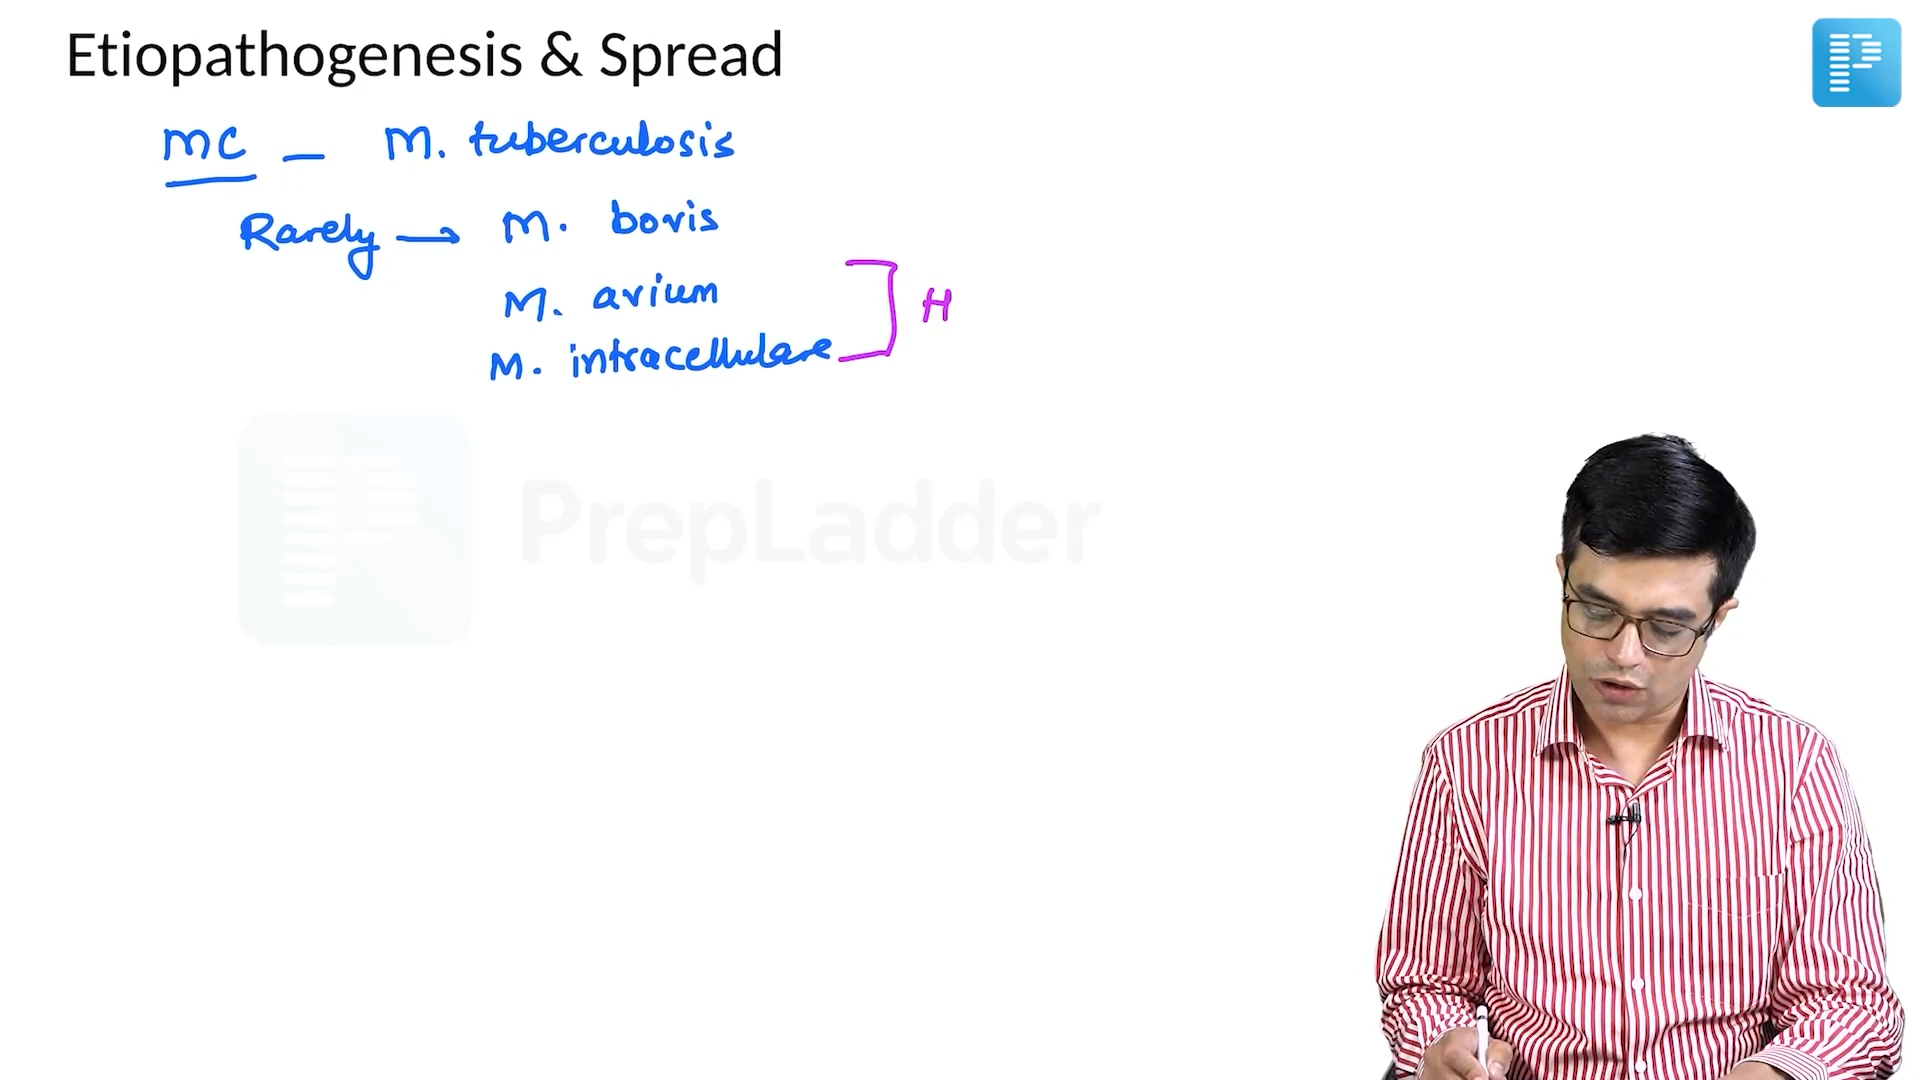 Etiopathogenesis & Spread
MC - M. tuberculosis
Rarely → M. bovis
M. avium
M. intracellulare ] H
PrepLadder